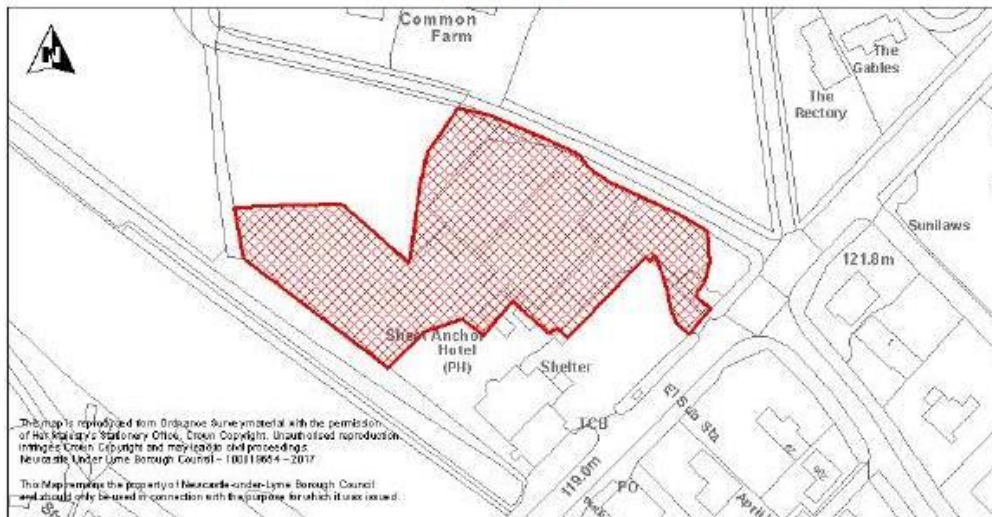 N
Common
Farm
The
Gables
The
Rectory
Sunilaws
121.8m
Sheet Anchor
Hotel
(PH)
Shelter
TCB
El Sub Sta
119.0m
PO
This map is reproduced from Ordnance Survey material with the permission
of Her Majesty's Stationery Office, Crown Copyright. Unauthorised reproduction
infringes Crown Copyright and may lead to civil proceedings.
Newcastle Under Lyme Borough Council - 2017
This Map remains the property of Newcastle-under-Lyme Borough Council
and should only be used in connection with the purpose for which it was issued.